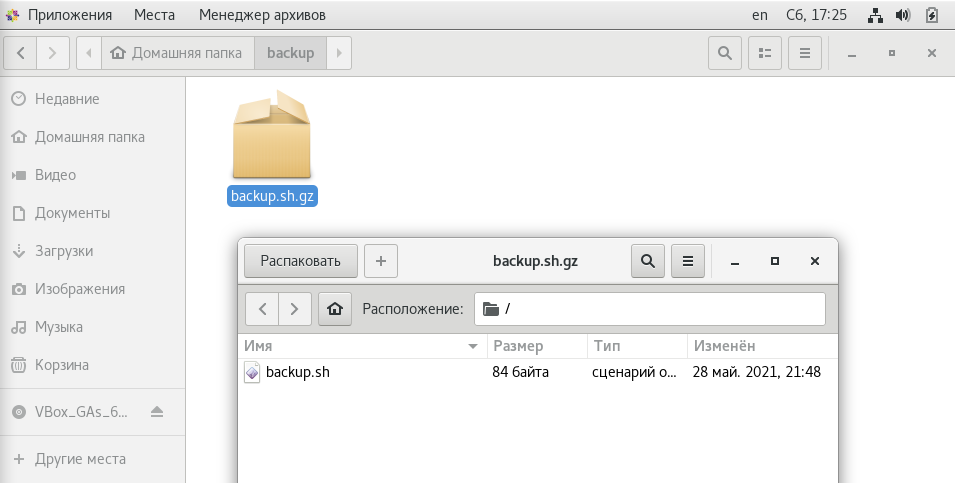 Приложения Места Менеджер архивов en Сб, 17:25
Домашняя папка backup
Недавние
Домашняя папка
Видео
Документы
Загрузки
Изображения
Музыка
Корзина
VBox_GAs_6...
Другие места
backup.sh.gz
Распаковать backup.sh.gz
Расположение: /
Имя Размер Тип Изменён
backup.sh 84 байта сценарий о... 28 май. 2021, 21:48